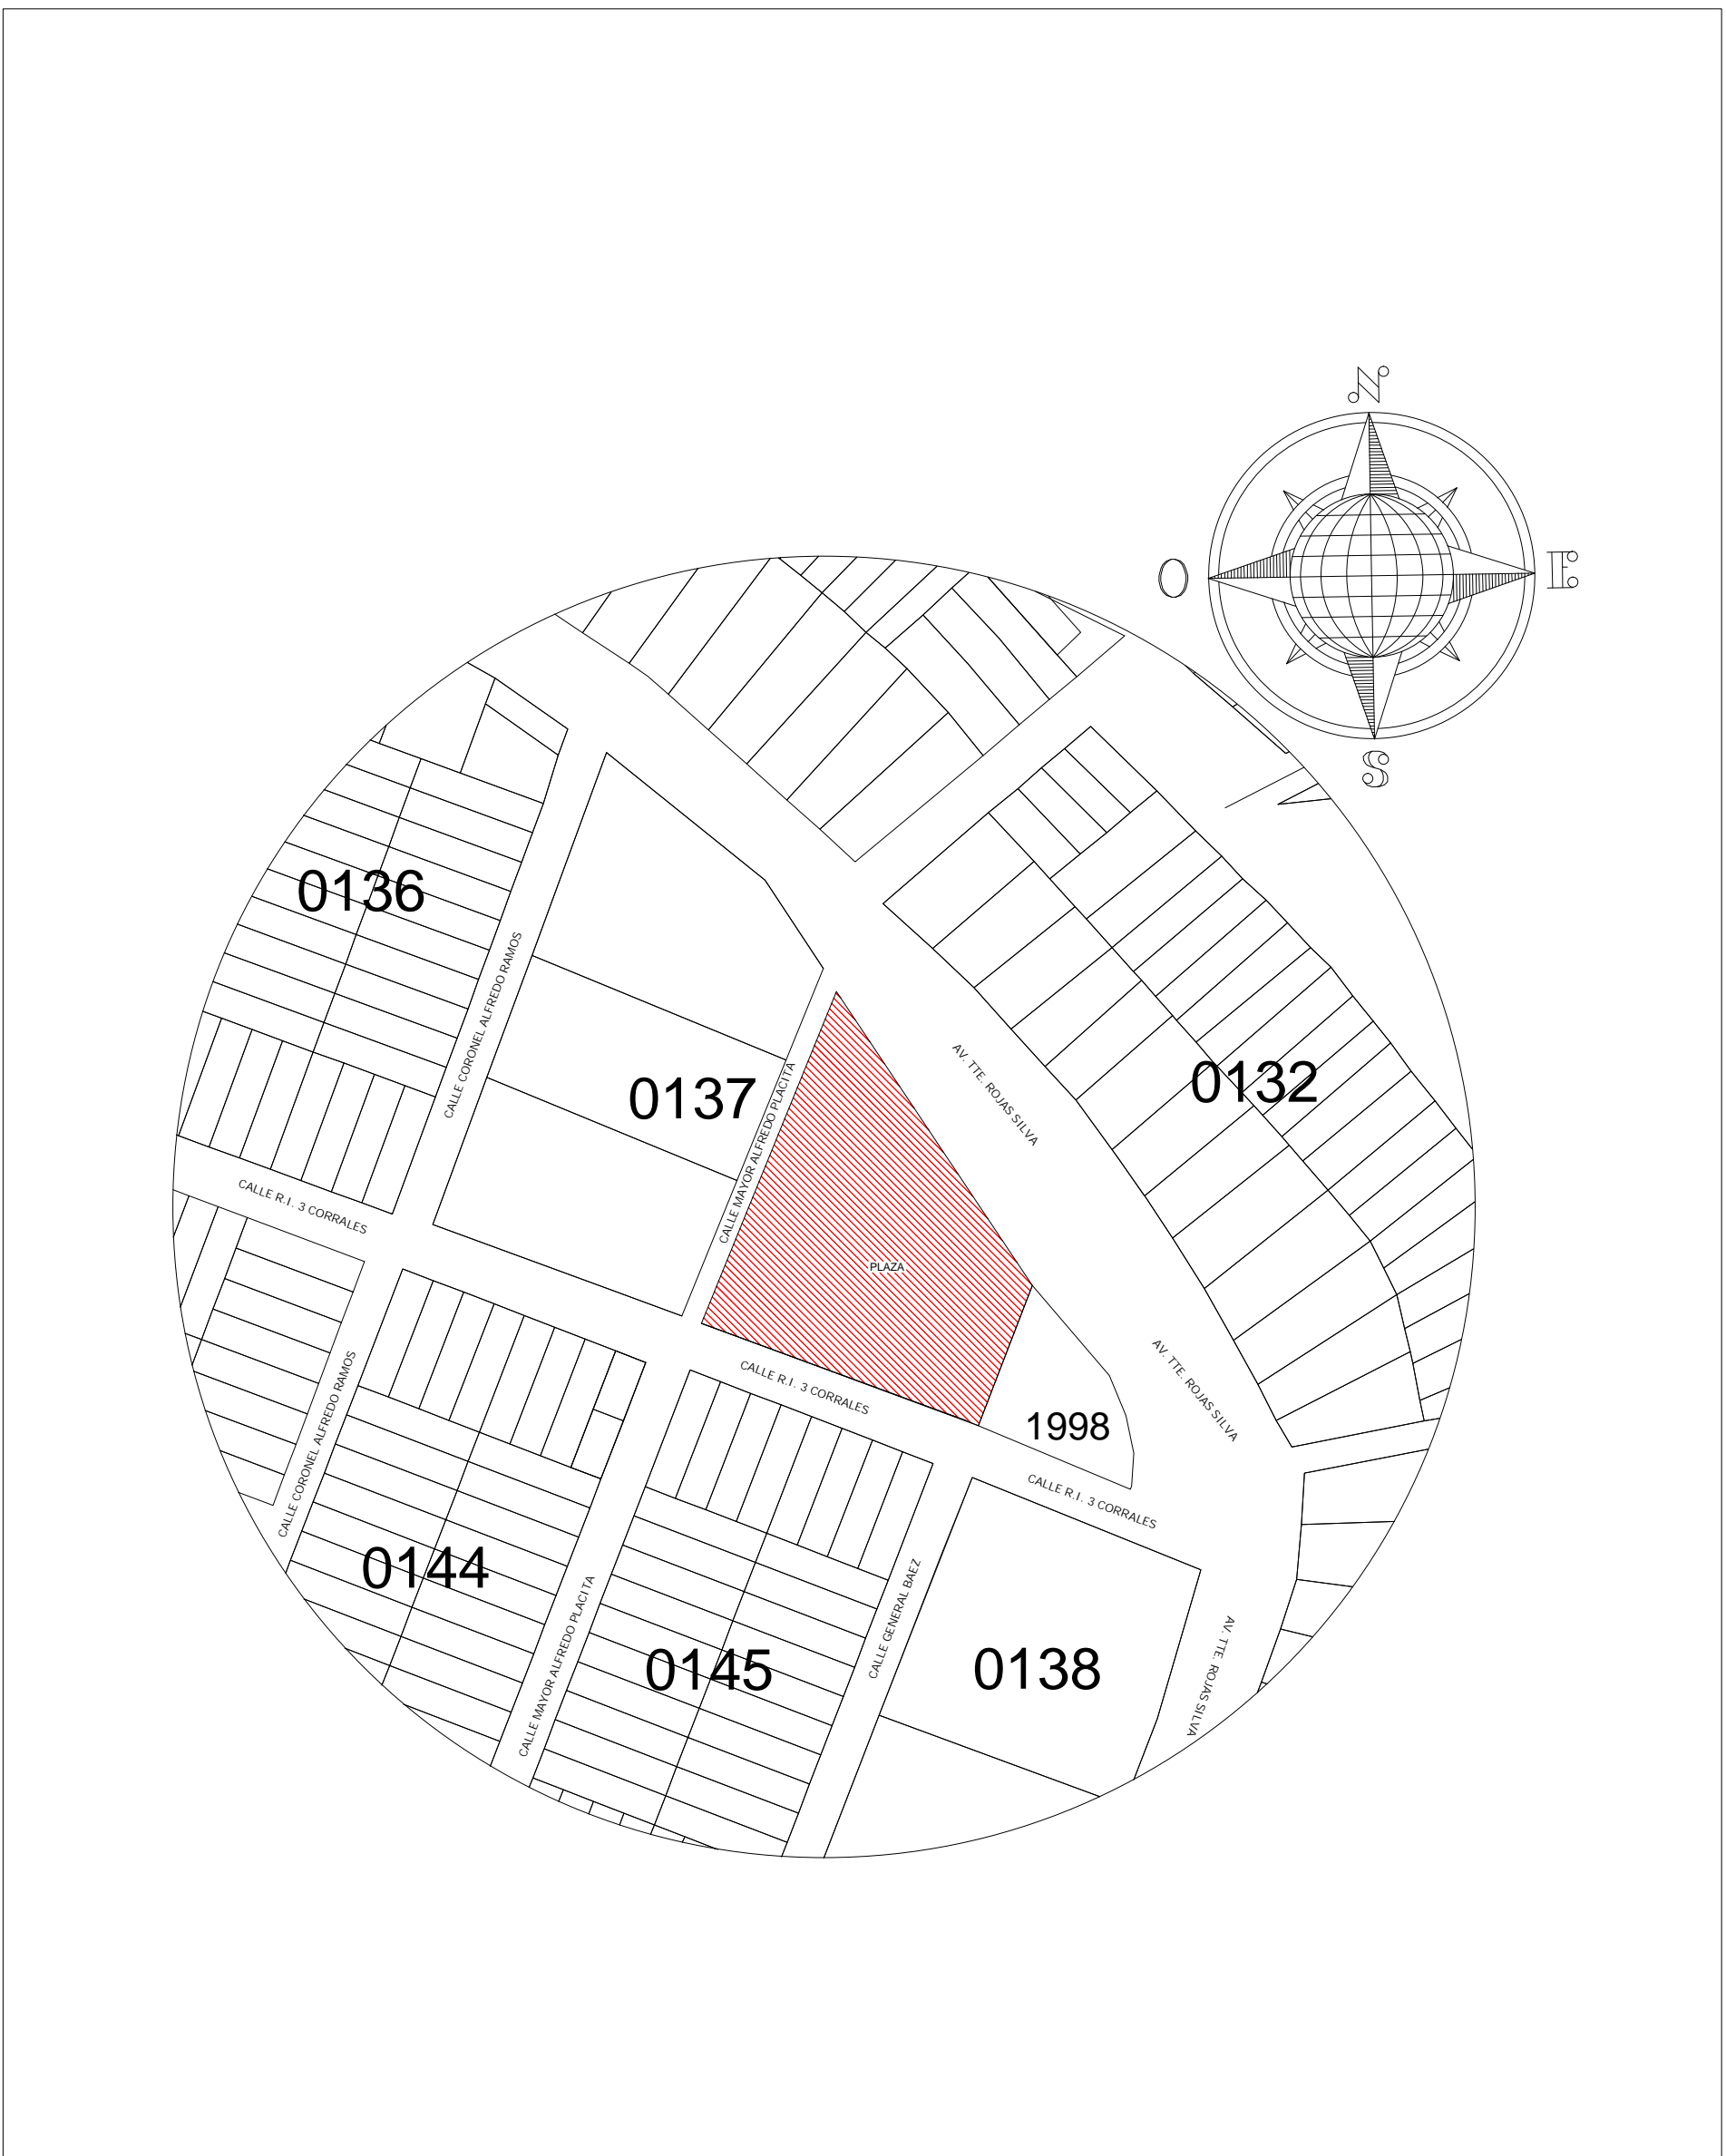 N
O
E
S
0136
CALLE CORONEL ALFREDO RAMOS
0137
CALLE MAYOR ALFREDO PLACITA
AV. TTE. ROJAS SILVA
0132
CALLE R.I. 3 CORRALES
PLAZA
CALLE CORONEL ALFREDO RAMOS
CALLE R.I. 3 CORRALES
AV. TTE. ROJAS SILVA
1998
CALLE R.I. 3 CORRALES
0144
CALLE MAYOR ALFREDO PLACITA
0145
CALLE GENERAL BAEZ
0138
AV. TTE. ROJAS SILVA